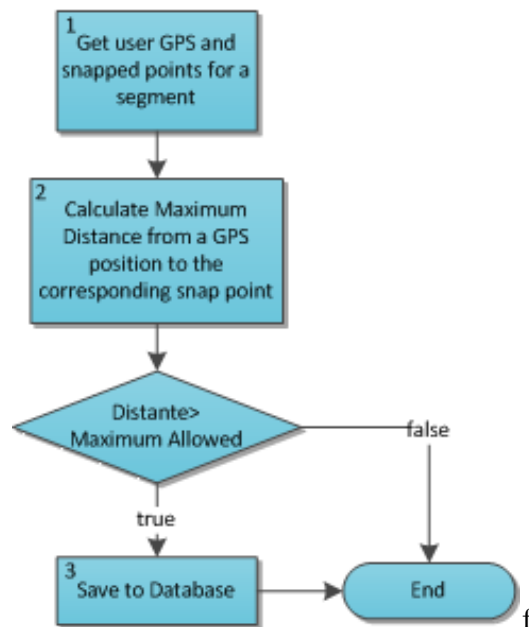 1
Get user GPS and
snapped points for a
segment
2
Calculate Maximum
Distance from a GPS
position to the
corresponding snap point
Distante>
Maximum Allowed
false
true
3
Save to Database
End
f